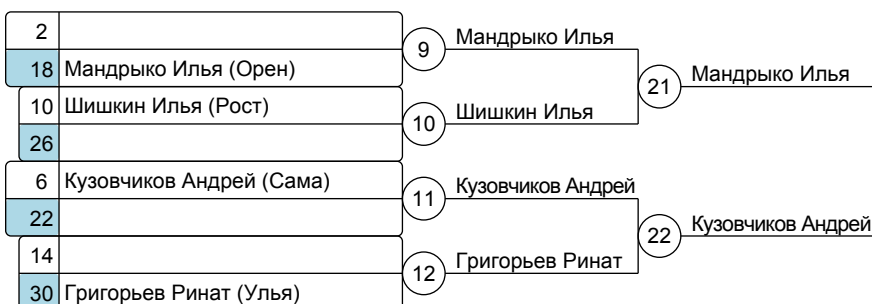 2
18 Мандрыко Илья (Орен)
9 Мандрыко Илья
10 Шишкин Илья (Рост)
26
10 Шишкин Илья
21 Мандрыко Илья
6 Кузовчиков Андрей (Сама)
22
11 Кузовчиков Андрей
14
30 Григорьев Ринат (Улья)
12 Григорьев Ринат
22 Кузовчиков Андрей